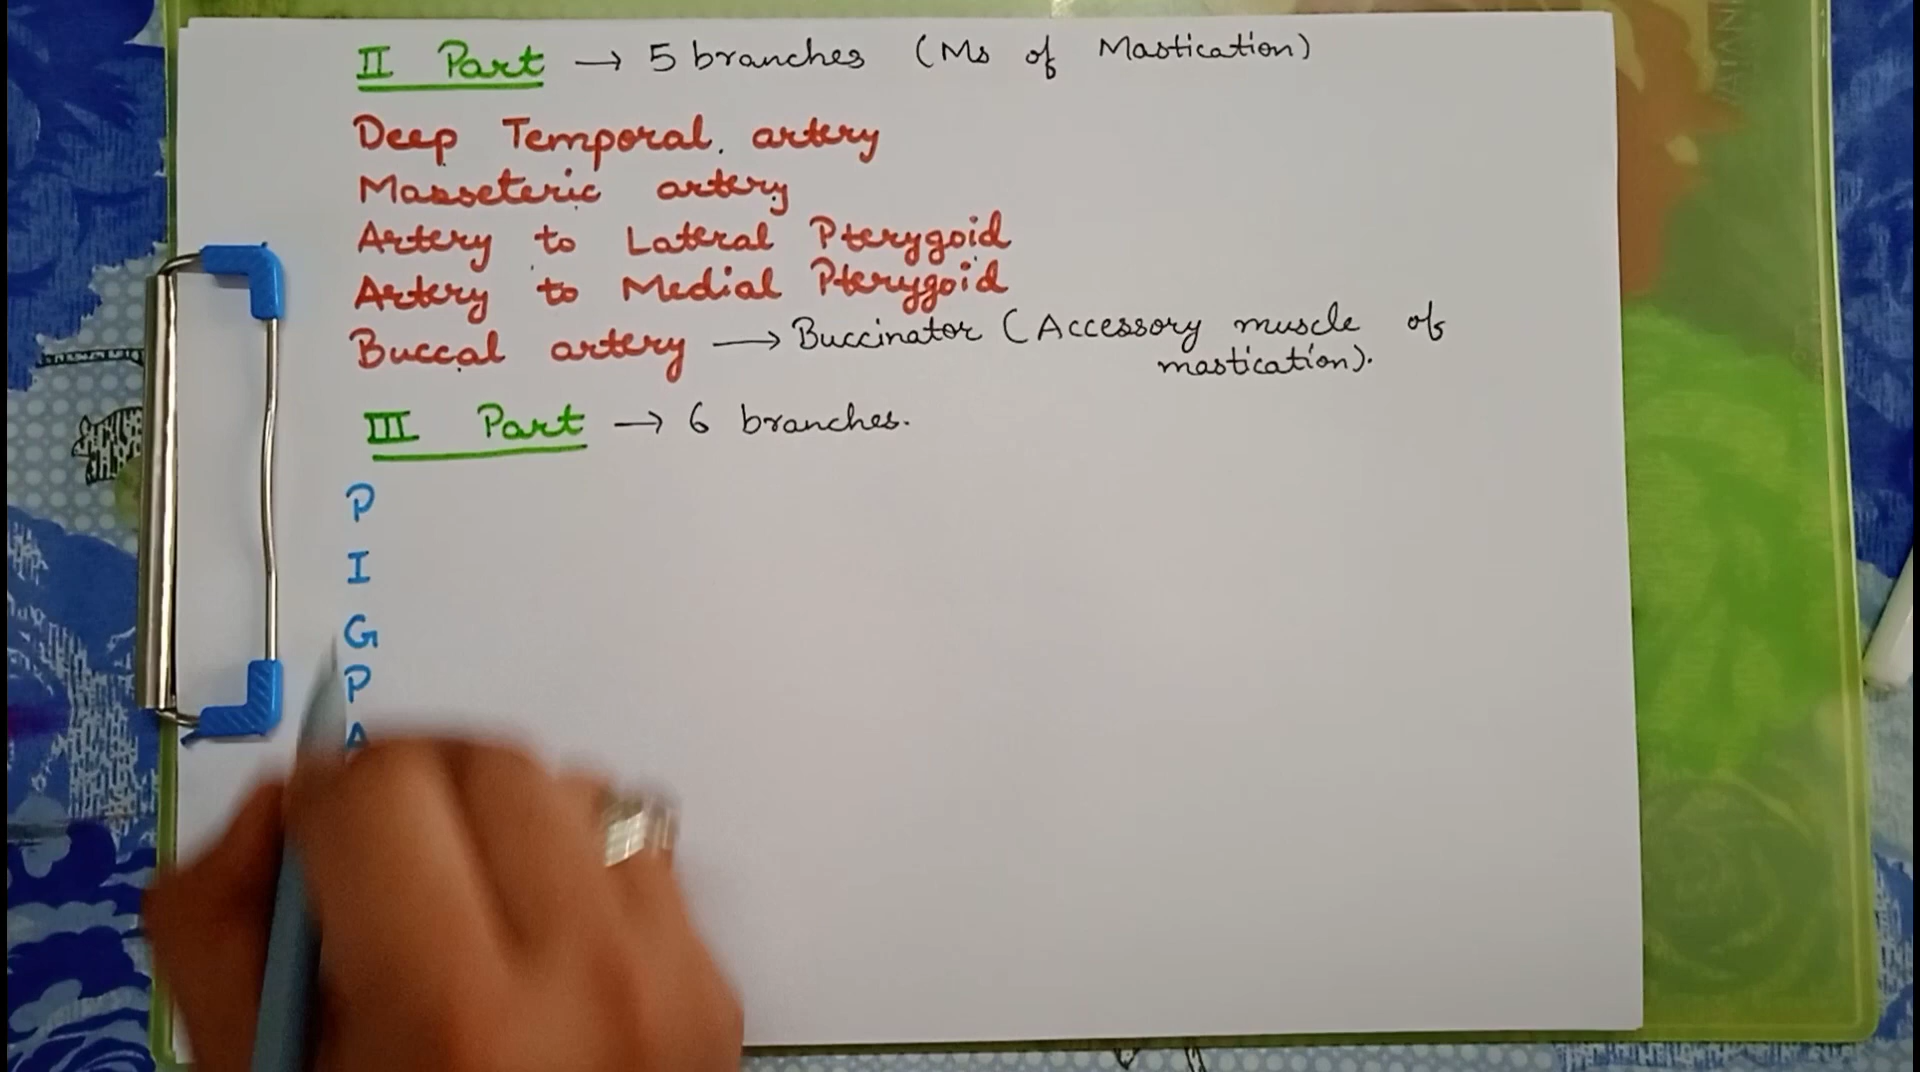 II Part → 5 branches (Ms of Mastication)
Deep Temporal artery
Masseteric artery
Artery to Lateral Pterygoid
Artery to Medial Pterygoid
Buccal artery → Buccinator (Accessory muscle of
mastication).
III Part → 6 branches.
P
I
G
P
A